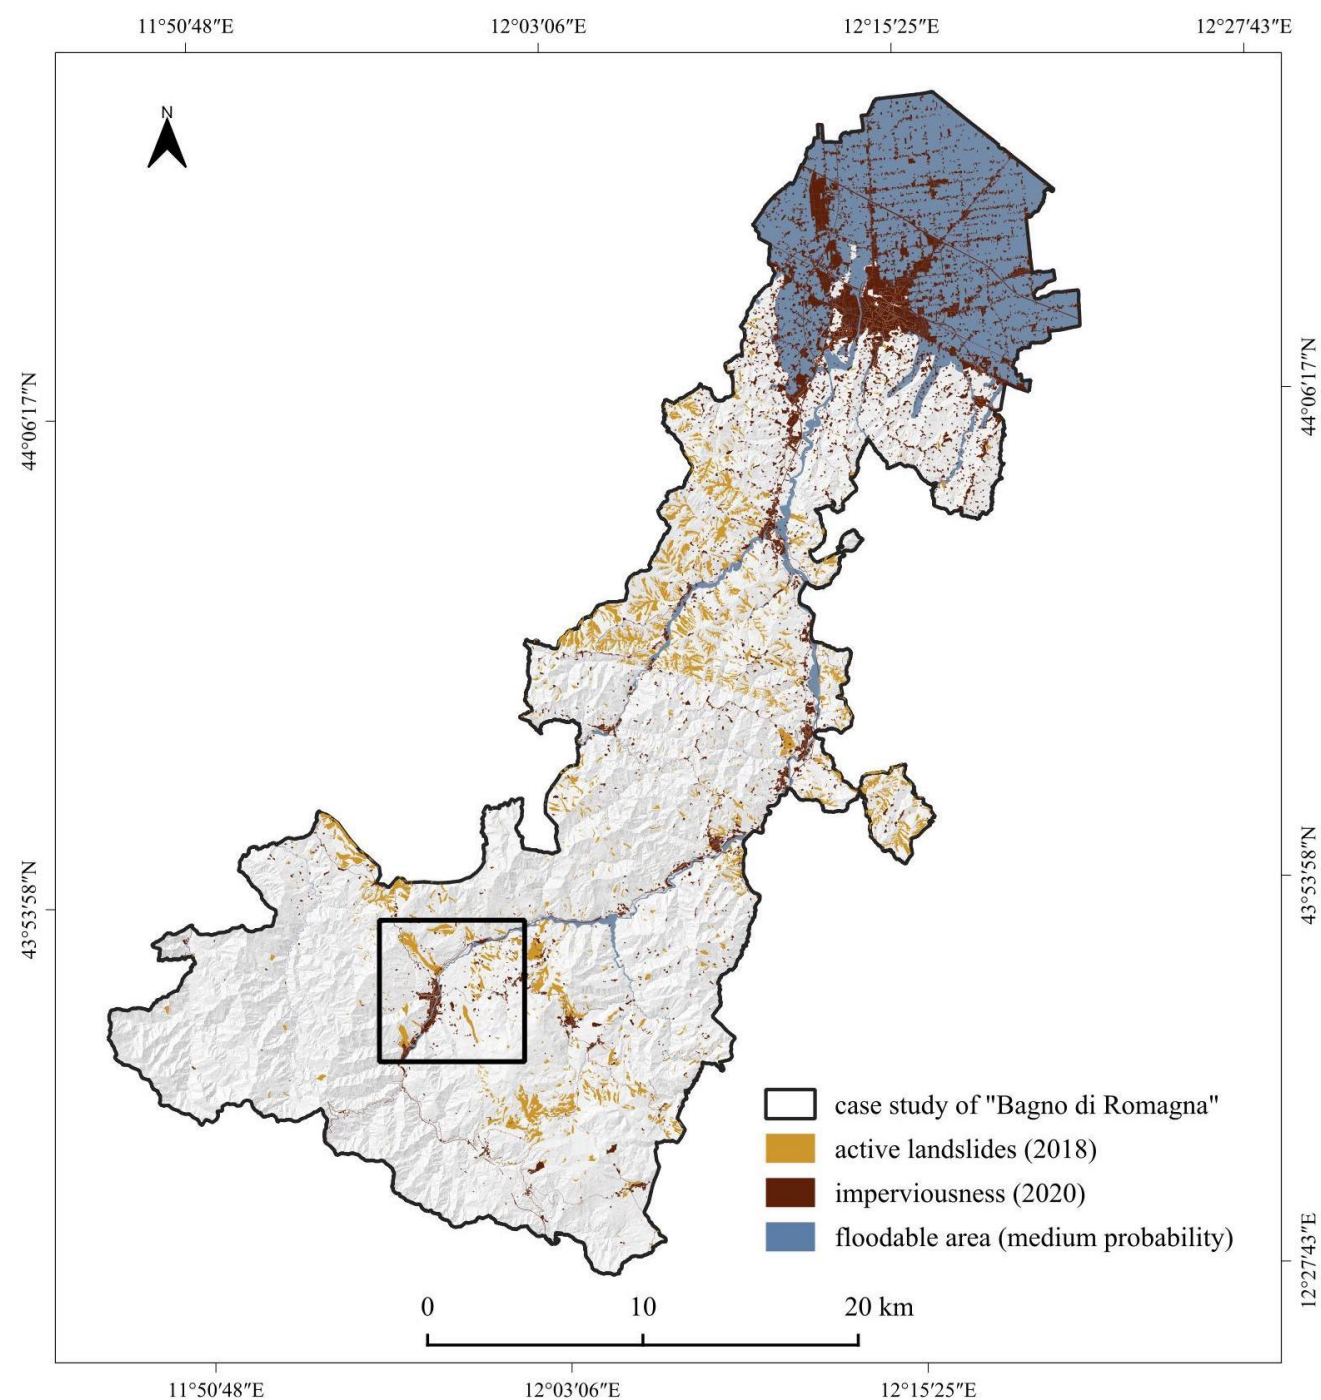 11°50′48″E 12°03′06″E 12°15′25″E 12°27′43″E
N
44°06′17″N
44°06′17″N
43°53′58″N
43°53′58″N
12°27′43″E
case study of "Bagno di Romagna"
active landslides (2018)
imperviousness (2020)
floodable area (medium probability)
0 10 20 km
11°50′48″E 12°03′06″E 12°15′25″E